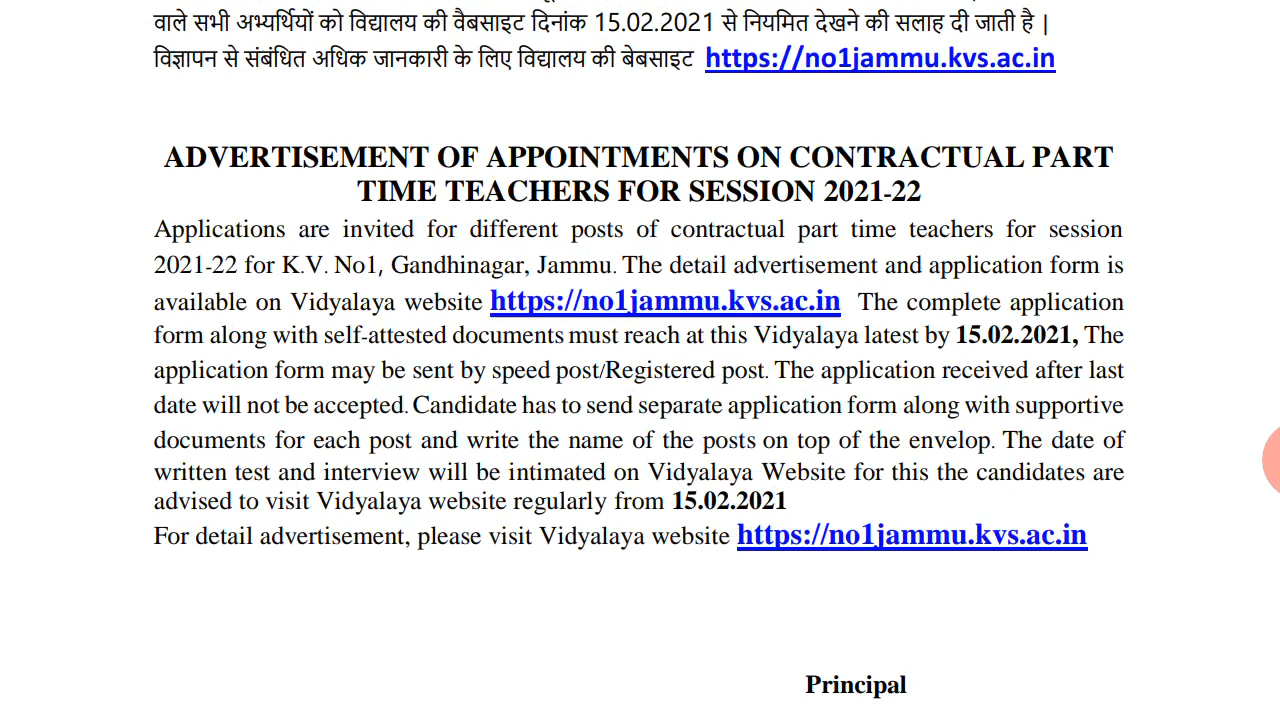 वाले सभी अभ्यर्थियों को विद्यालय की वैबसाइट दिनांक 15.02.2021 से नियमित देखने की सलाह दी जाती है |
विज्ञापन से संबंधित अधिक जानकारी के लिए विद्यालय की बेबसाइट https://no1jammu.kvs.ac.in
ADVERTISEMENT OF APPOINTMENTS ON CONTRACTUAL PART
TIME TEACHERS FOR SESSION 2021-22
Applications are invited for different posts of contractual part time teachers for session
2021-22 for K.V. No1, Gandhinagar, Jammu. The detail advertisement and application form is
available on Vidyalaya website https://no1jammu.kvs.ac.in The complete application
form along with self-attested documents must reach at this Vidyalaya latest by 15.02.2021, The
application form may be sent by speed post/Registered post. The application received after last
date will not be accepted. Candidate has to send separate application form along with supportive
documents for each post and write the name of the posts on top of the envelop. The date of
written test and interview will be intimated on Vidyalaya Website for this the candidates are
advised to visit Vidyalaya website regularly from 15.02.2021
For detail advertisement, please visit Vidyalaya website https://no1jammu.kvs.ac.in
Principal